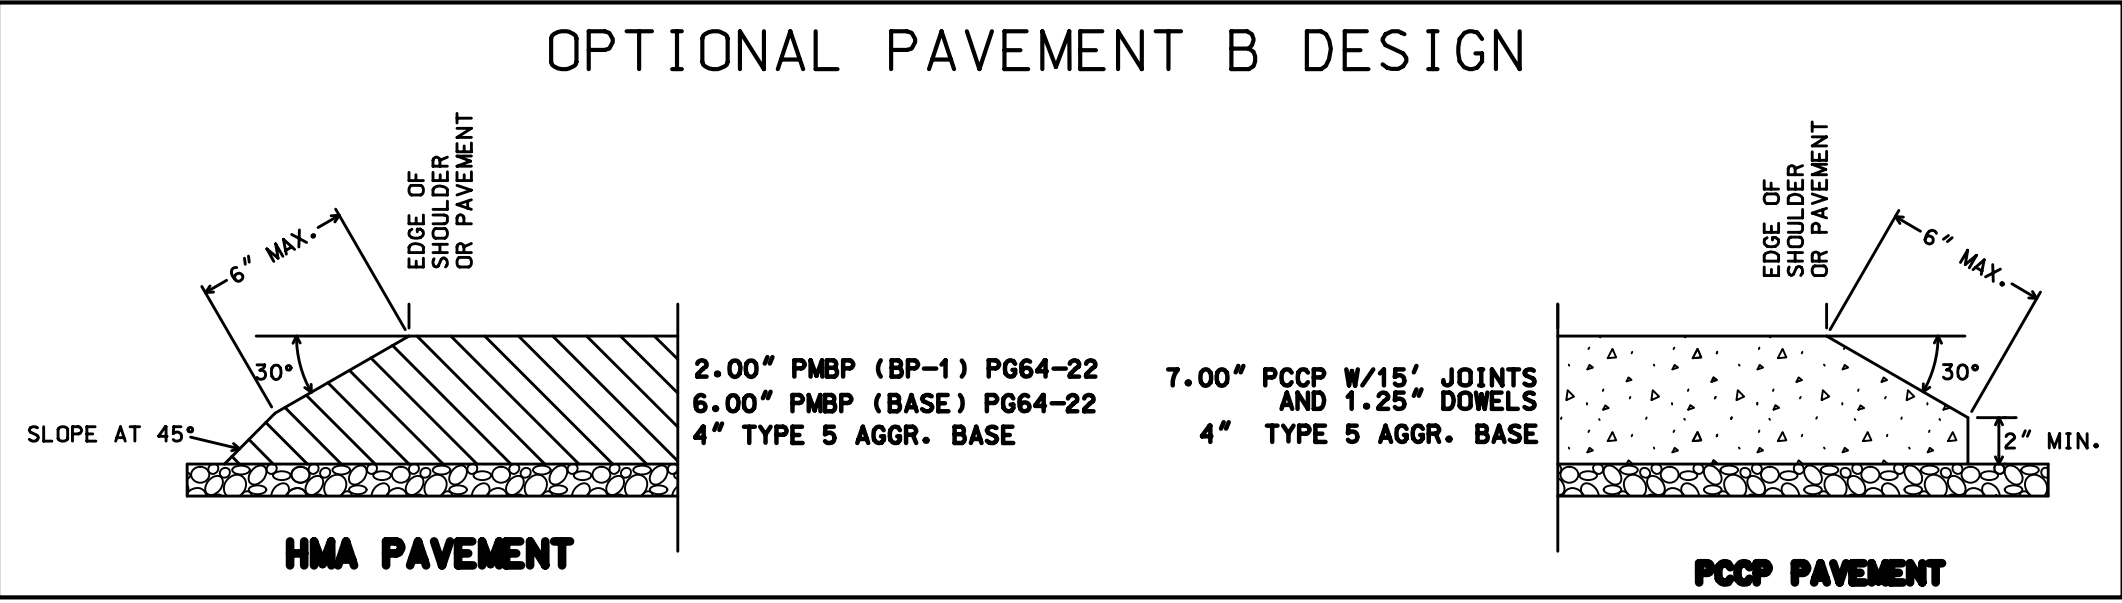 OPTIONAL PAVEMENT B DESIGN
EDGE OF
SHOULDER
OR PAVEMENT
6" MAX.
30°
SLOPE AT 45°
2.00" PMBP (BP-1) PG64-22
6.00" PMBP (BASE) PG64-22
4" TYPE 5 AGGR. BASE
HMA PAVEMENT
EDGE OF
SHOULDER
OR PAVEMENT
6" MAX.
30°
7.00" PCCP W/15' JOINTS
AND 1.25" DOWELS
4" TYPE 5 AGGR. BASE
2" MIN.
PCCP PAVEMENT